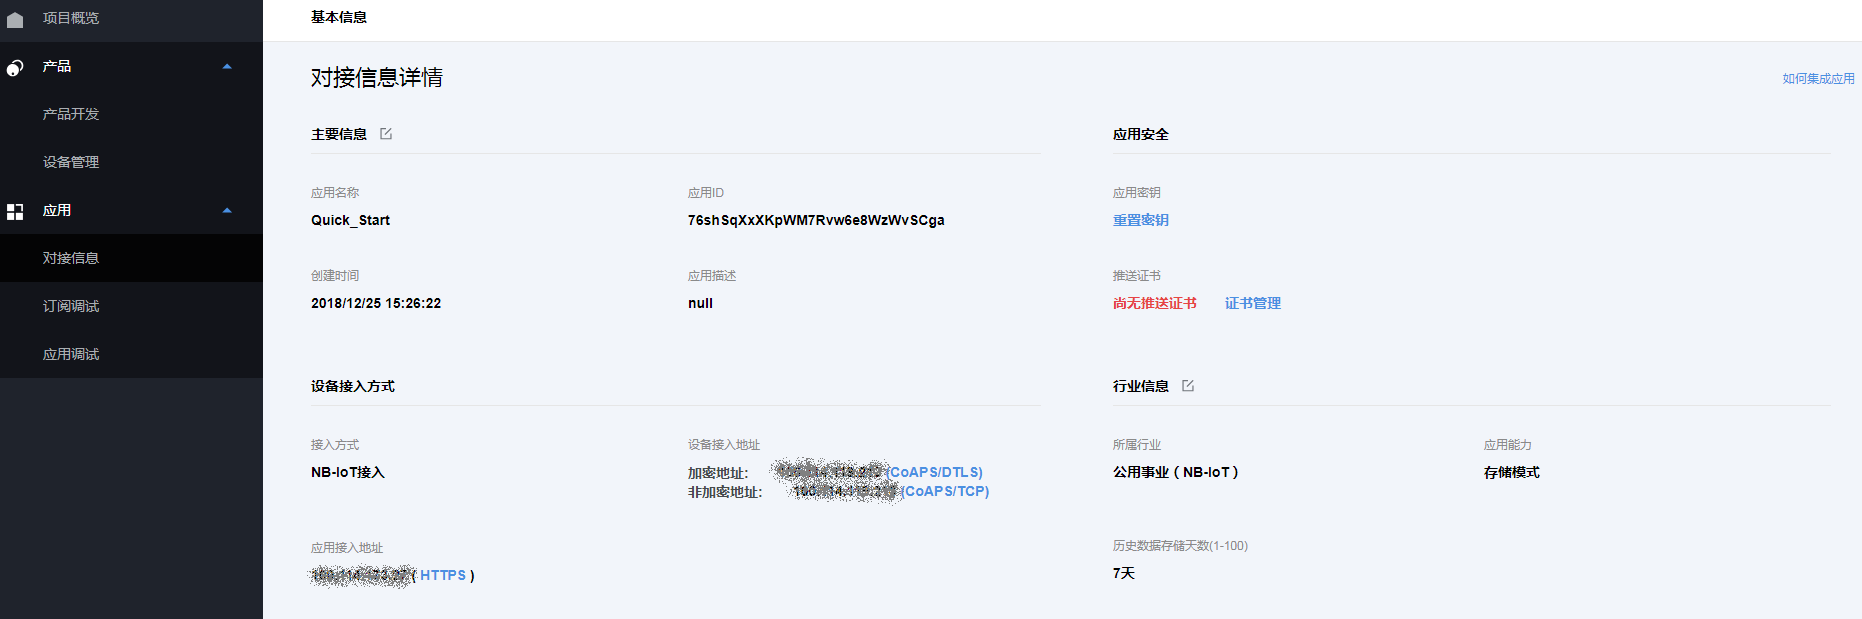 项目概览
产品
产品开发
设备管理
应用
对接信息
订阅调试
应用调试
基本信息
对接信息详情
如何集成应用
主要信息
应用名称
Quick_Start
应用ID
76shSqXxXKpWM7Rvw6e8WzWvSCga
创建时间
2018/12/25 15:26:22
应用描述
null
应用安全
应用密钥
重置密钥
推送证书
尚无推送证书 证书管理
设备接入方式
接入方式
NB-IoT接入
设备接入地址
加密地址: (CoAPS/DTLS)
非加密地址: (CoAPS/TCP)
应用接入地址
( HTTPS )
行业信息
所属行业
公用事业 ( NB-IoT )
应用能力
存储模式
历史数据存储天数(1-100)
7天